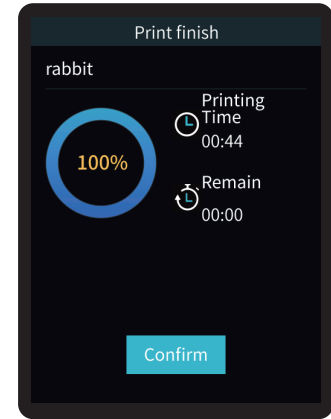 Print finish
rabbit
100%
Printing
Time
00:44
Remain
00:00
Confirm